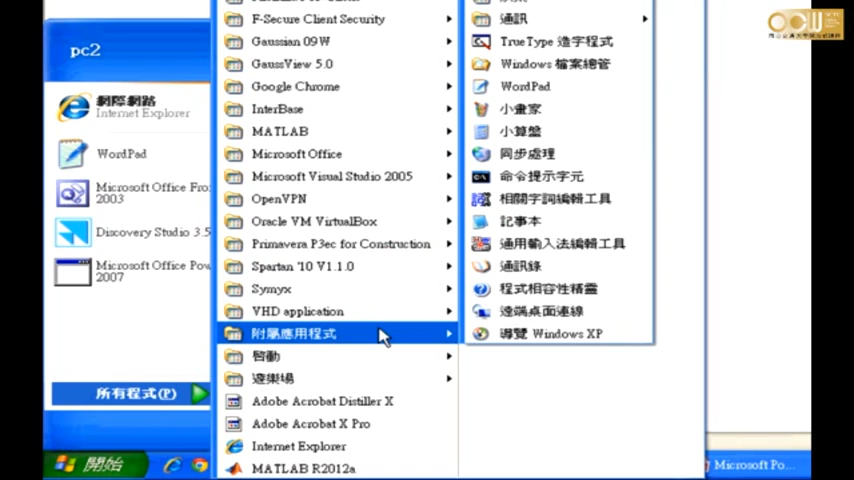 pc2
網際網路
Internet Explorer
WordPad
Microsoft Office Fro
2003
Discovery Studio 3.5
Microsoft Office Pow
2007
所有程式(P)
開始
F-Secure Client Security
Gaussian 09W
GaussView 5.0
Google Chrome
InterBase
MATLAB
Microsoft Office
Microsoft Visual Studio 2005
OpenVPN
Oracle VM VirtualBox
Primavera P3ec for Construction
Spartan '10 V1.1.0
Symyx
VHD application
附屬應用程式
啟動
遊樂場
Adobe Acrobat Distiller X
Adobe Acrobat X Pro
Internet Explorer
MATLAB R2012a
通訊
TrueType 造字程式
Windows 檔案總管
WordPad
小畫家
小算盤
同步處理
命令提示字元
相關字詞編輯工具
記事本
通用輸入法編輯工具
通訊錄
程式相容性精靈
遠端桌面連線
導覽 Windows XP
Microsoft Po...
OCW